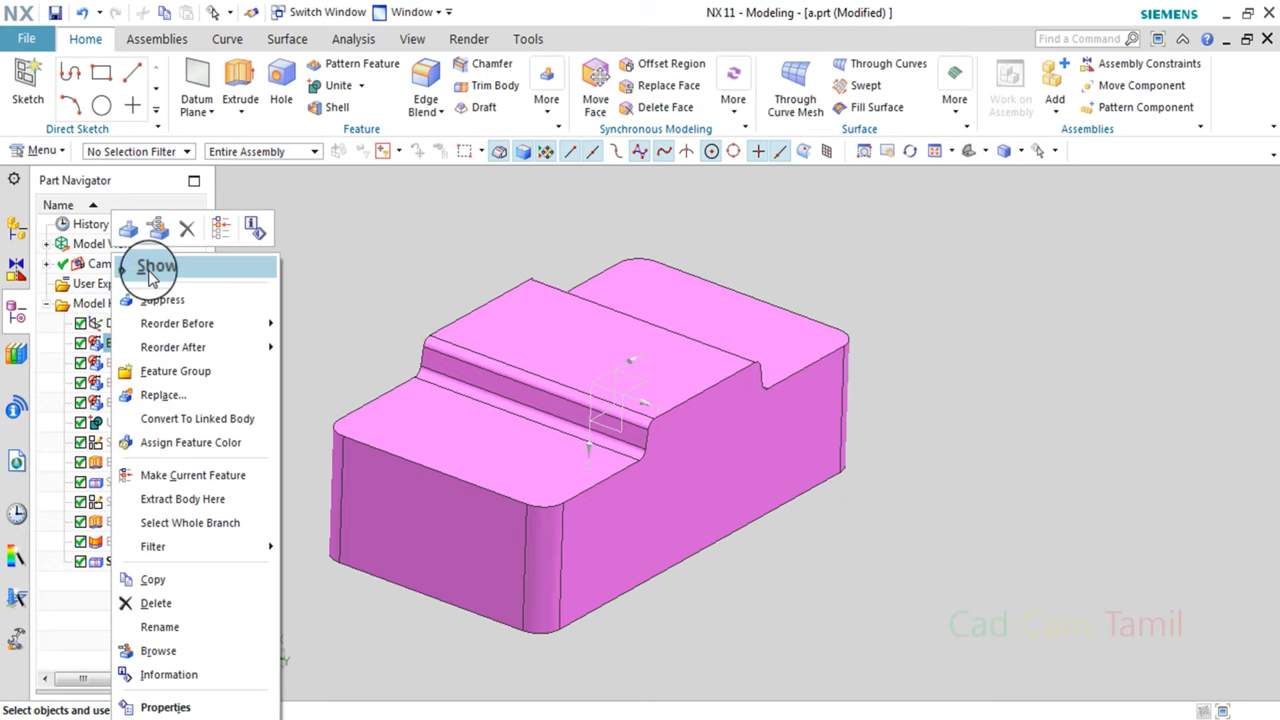 NX
Switch Window
Window
NX 11 - Modeling - [a.prt (Modified) ]
SIEMENS
File
Home
Assemblies
Curve
Surface
Analysis
View
Render
Tools
Find a Command
Sketch
Direct Sketch
Datum Plane
Extrude
Hole
Pattern Feature
Unite
Shell
Edge Blend
Chamfer
Trim Body
Draft
More
Feature
Move Face
Offset Region
Replace Face
Delete Face
More
Synchronous Modeling
Through Curve Mesh
Through Curves
Swept
Fill Surface
More
Surface
Work on Assembly
Add
Assembly Constraints
Move Component
Pattern Component
Assemblies
Menu
No Selection Filter
Entire Assembly
Part Navigator
Name
History
Model
Cam
User Exp
Model
Show
Suppress
Reorder Before
Reorder After
Feature Group
Replace...
Convert To Linked Body
Assign Feature Color
Make Current Feature
Extract Body Here
Select Whole Branch
Filter
Copy
Delete
Rename
Browse
Information
Properties
Cad Cam Tamil
Select objects and use